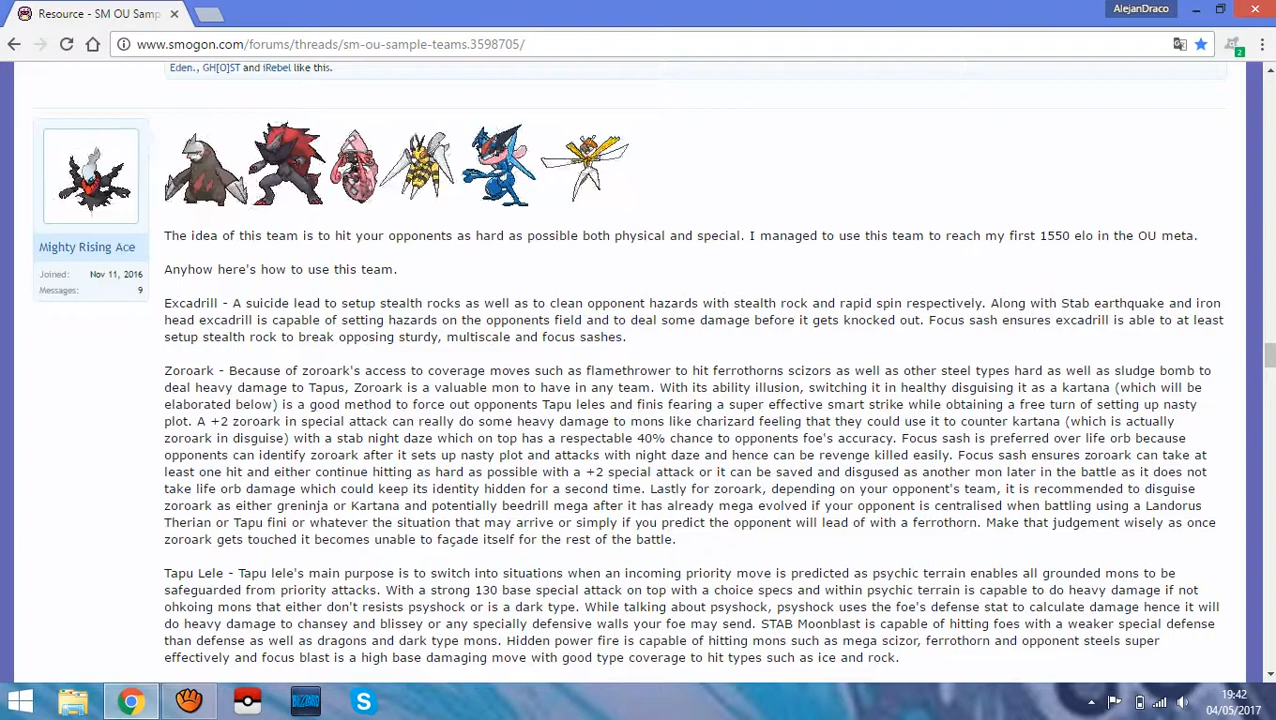 AlejanDraco
Resource - SM OU Samp
www.smogon.com/forums/threads/sm-ou-sample-teams.3598705/
2
Eden., GH[O]ST and iRebel like this.
Mighty Rising Ace
Joined: Nov 11, 2016
Messages: 9
The idea of this team is to hit your opponents as hard as possible both physical and special. I managed to use this team to reach my first 1550 elo in the OU meta.
Anyhow here's how to use this team.
Excadrill - A suicide lead to setup stealth rocks as well as to clean opponent hazards with stealth rock and rapid spin respectively. Along with Stab earthquake and iron
head excadrill is capable of setting hazards on the opponents field and to deal some damage before it gets knocked out. Focus sash ensures excadrill is able to at least
setup stealth rock to break opposing sturdy, multiscale and focus sashes.
Zoroark - Because of zoroark's access to coverage moves such as flamethrower to hit ferrothorns scizors as well as other steel types hard as well as sludge bomb to
deal heavy damage to Tapus, Zoroark is a valuable mon to have in any team. With its ability illusion, switching it in healthy disguising it as a kartana (which will be
elaborated below) is a good method to force out opponents Tapu leles and finis fearing a super effective smart strike while obtaining a free turn of setting up nasty
plot. A +2 zoroark in special attack can really do some heavy damage to mons like charizard feeling that they could use it to counter kartana (which is actually
zoroark in disguise) with a stab night daze which on top has a respectable 40% chance to opponents foe's accuracy. Focus sash is preferred over life orb because
opponents can identify zoroark after it sets up nasty plot and attacks with night daze and hence can be revenge killed easily. Focus sash ensures zoroark can take at
least one hit and either continue hitting as hard as possible with a +2 special attack or it can be saved and disgused as another mon later in the battle as it does not
take life orb damage which could keep its identity hidden for a second time. Lastly for zoroark, depending on your opponent's team, it is recommended to disguise
zoroark as either greninja or Kartana and potentially beedrill mega after it has already mega evolved if your opponent is centralised when battling using a Landorus
Therian or Tapu fini or whatever the situation that may arrive or simply if you predict the opponent will lead of with a ferrothorn. Make that judgement wisely as once
zoroark gets touched it becomes unable to façade itself for the rest of the battle.
Tapu Lele - Tapu lele's main purpose is to switch into situations when an incoming priority move is predicted as psychic terrain enables all grounded mons to be
safeguarded from priority attacks. With a strong 130 base special attack on top with a choice specs and within psychic terrain is capable to do heavy damage if not
ohkoing mons that either don't resists psyshock or is a dark type. While talking about psyshock, psyshock uses the foe's defense stat to calculate damage hence it will
do heavy damage to chansey and blissey or any specially defensive walls your foe may send. STAB Moonblast is capable of hitting foes with a weaker special defense
than defense as well as dragons and dark type mons. Hidden power fire is capable of hitting mons such as mega scizor, ferrothorn and opponent steels super
effectively and focus blast is a high base damaging move with good type coverage to hit types such as ice and rock.
BLIZZARD
19:42
04/05/2017